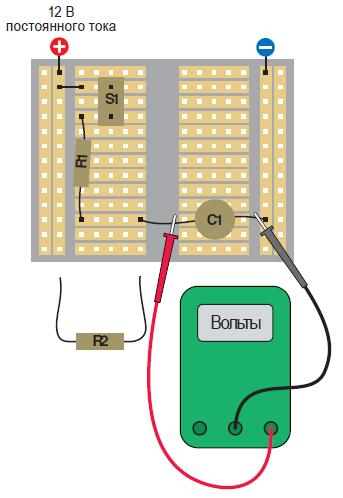 12 В
постоянного тока
+ −
S1
R1
C1
R2
Вольты